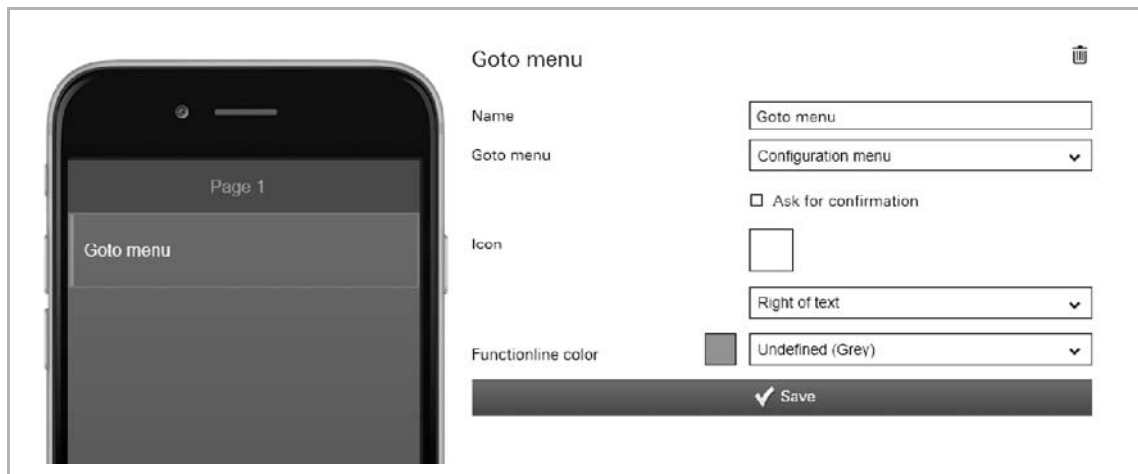 Page 1
Goto menu
Goto menu
Name
Goto menu
Goto menu
Configuration menu
Ask for confirmation
Icon
Right of text
Functionline color
Undefined (Grey)
Save